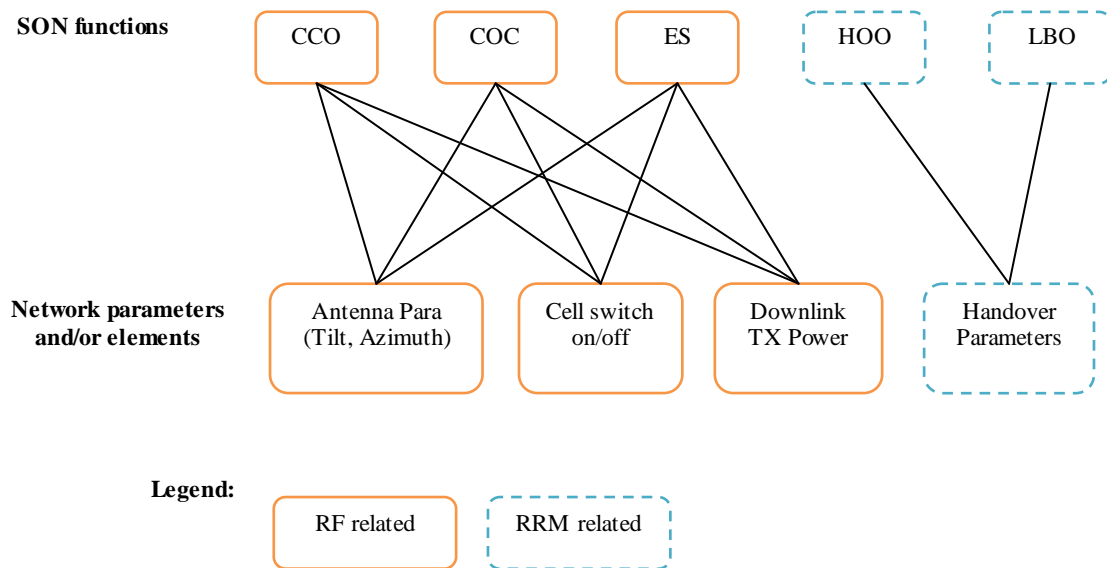 SON functions
CCO
COC
ES
HOO
LBO
Network parameters
and/or elements
Antenna Para
(Tilt, Azimuth)
Cell switch
on/off
Downlink
TX Power
Handover
Parameters
Legend:
RF related
RRM related